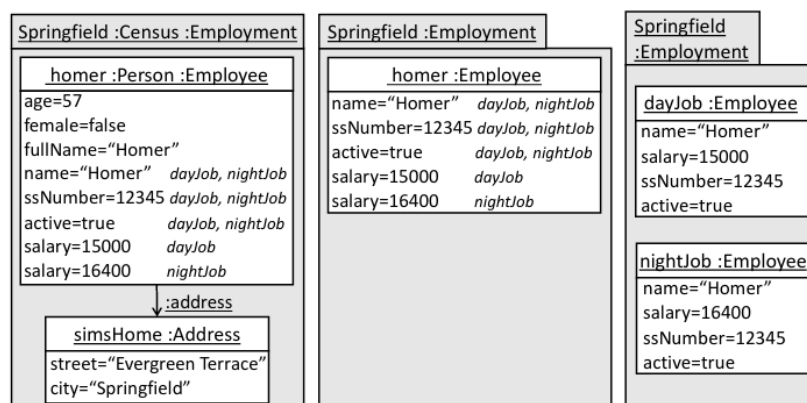 Springfield :Census :Employment
homer :Person :Employee
age=57
female=false
fullName="Homer"
name="Homer" dayJob, nightJob
ssNumber=12345 dayJob, nightJob
active=true dayJob, nightJob
salary=15000 dayJob
salary=16400 nightJob
:address
simsHome :Address
street="Evergreen Terrace"
city="Springfield"
Springfield :Employment
homer :Employee
name="Homer" dayJob, nightJob
ssNumber=12345 dayJob, nightJob
active=true dayJob, nightJob
salary=15000 dayJob
salary=16400 nightJob
Springfield
:Employment
dayJob :Employee
name="Homer"
salary=15000
ssNumber=12345
active=true
nightJob :Employee
name="Homer"
salary=16400
ssNumber=12345
active=true